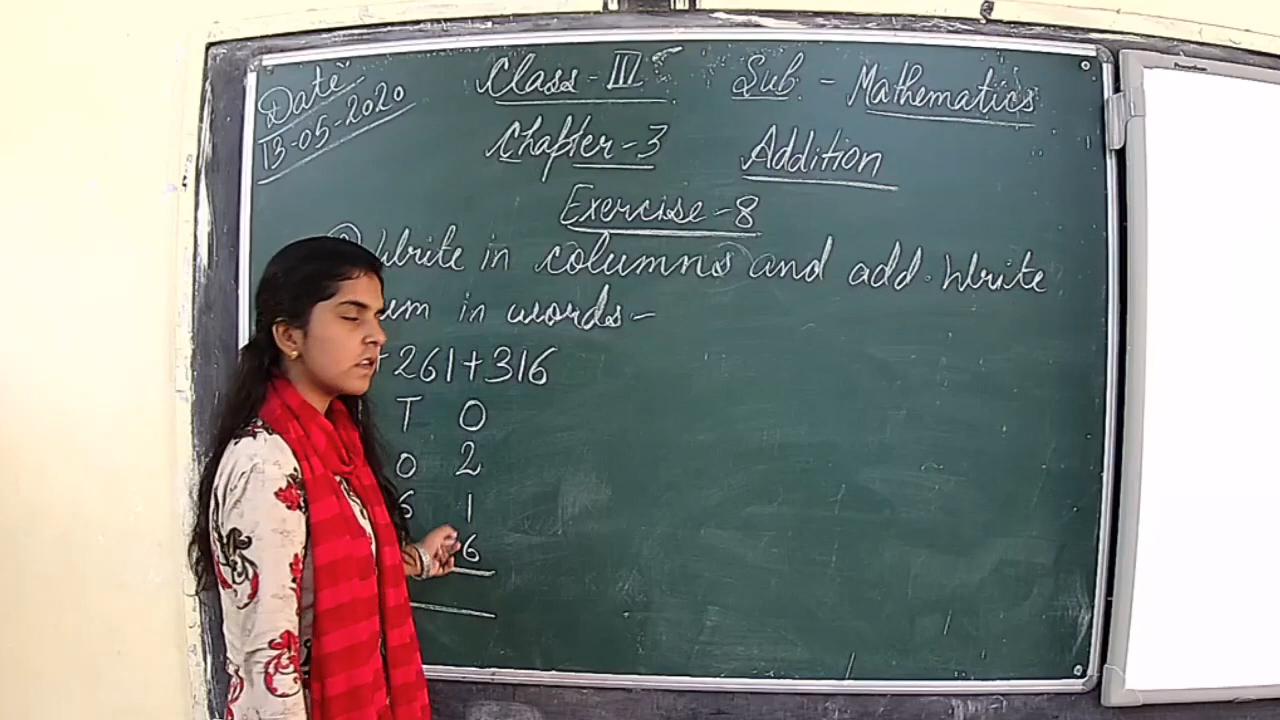 Date
13-05-2020
Class - III Sub - Mathematics
Chapter - 3 Addition
Exercise - 8
Write in columns and add. Write
in words -
+ 261 + 316
T O
0 2
6 1
6